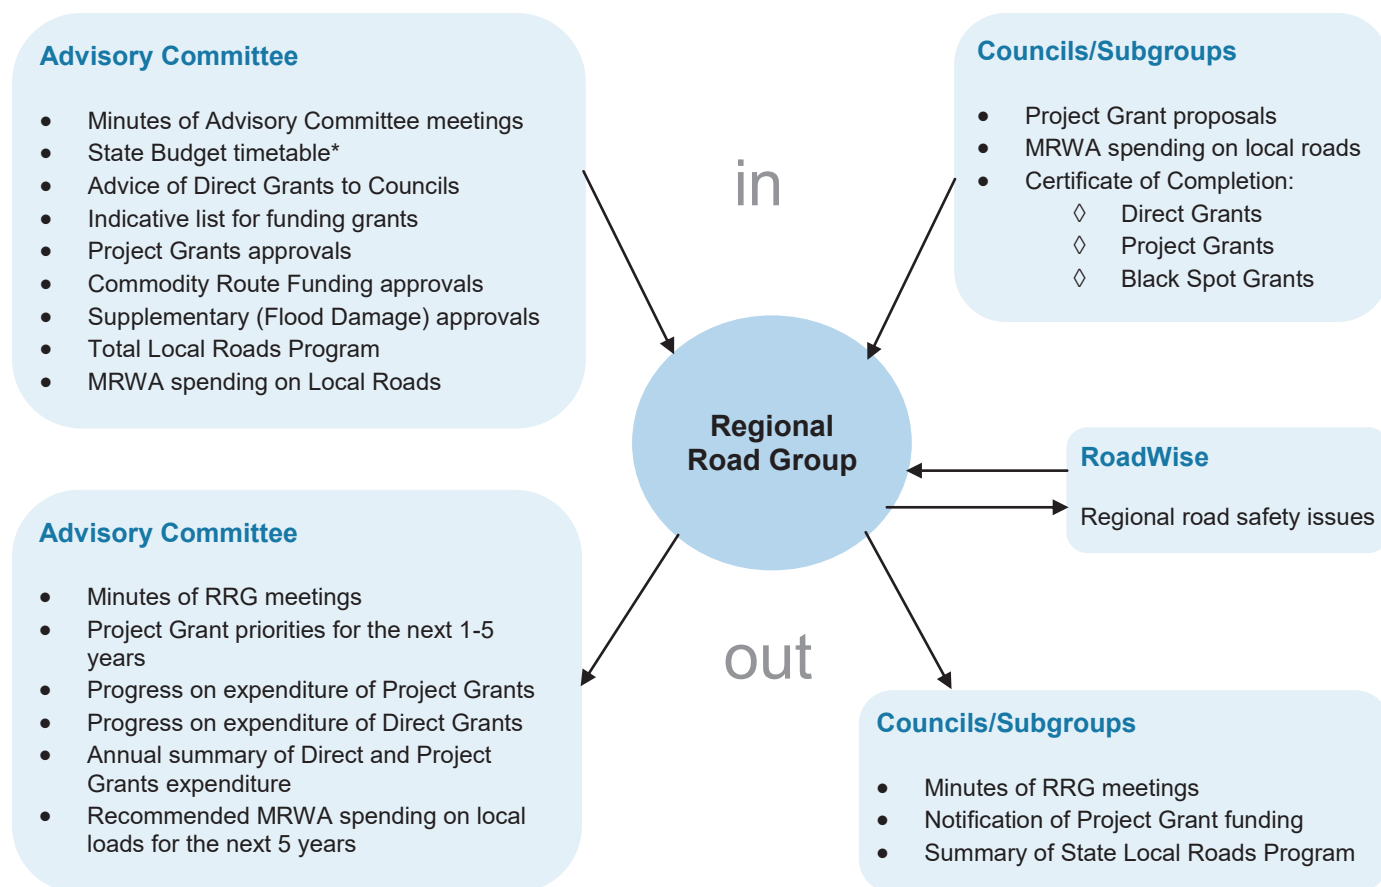 Advisory Committee
• Minutes of Advisory Committee meetings
• State Budget timetable*
• Advice of Direct Grants to Councils
• Indicative list for funding grants
• Project Grants approvals
• Commodity Route Funding approvals
• Supplementary (Flood Damage) approvals
• Total Local Roads Program
• MRWA spending on Local Roads
in
Councils/Subgroups
• Project Grant proposals
• MRWA spending on local roads
• Certificate of Completion:
◊ Direct Grants
◊ Project Grants
◊ Black Spot Grants
Regional
Road Group
RoadWise
Regional road safety issues
Advisory Committee
• Minutes of RRG meetings
• Project Grant priorities for the next 1-5
years
• Progress on expenditure of Project Grants
• Progress on expenditure of Direct Grants
• Annual summary of Direct and Project
Grants expenditure
• Recommended MRWA spending on local
loads for the next 5 years
out
Councils/Subgroups
• Minutes of RRG meetings
• Notification of Project Grant funding
• Summary of State Local Roads Program